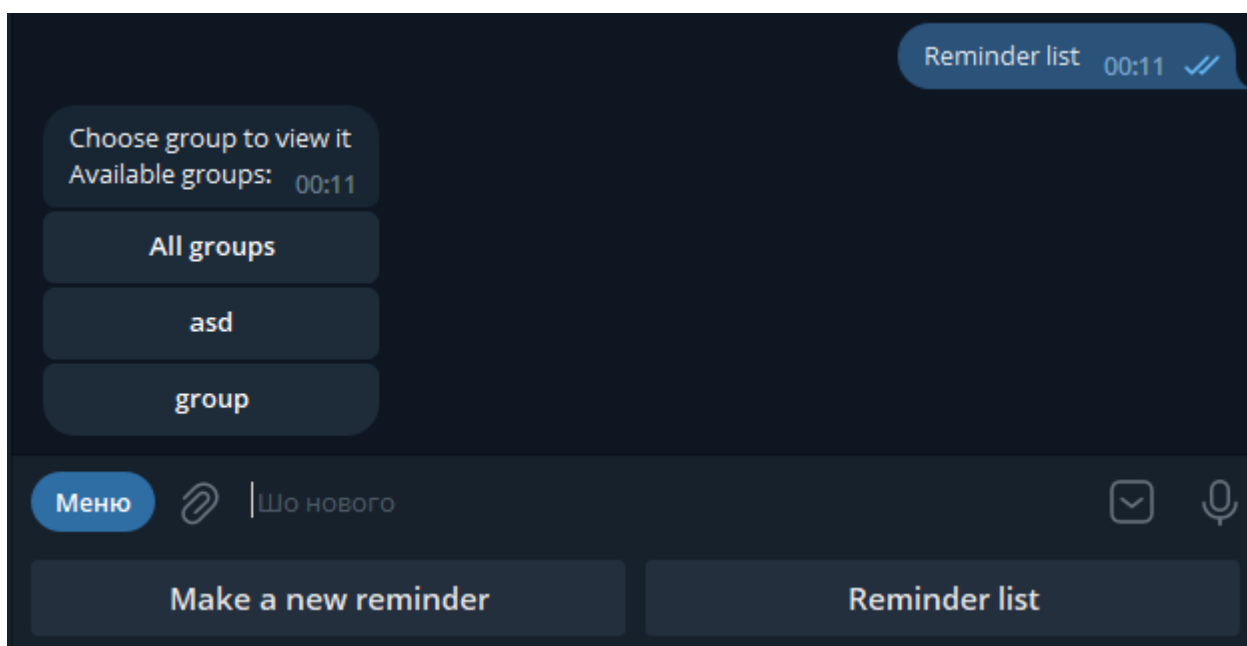 Reminder list 00:11
Choose group to view it
Available groups: 00:11
All groups
asd
group
Меню
Шо нового
Make a new reminder
Reminder list